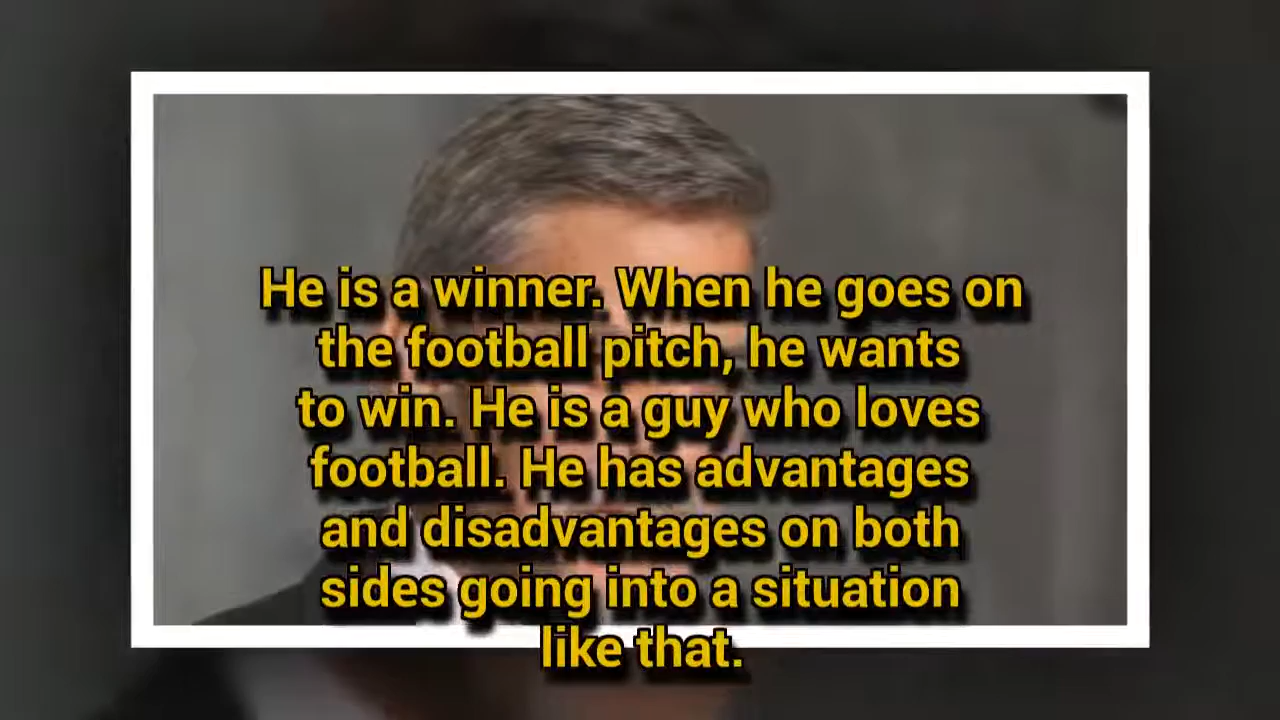 He is a winner. When he goes on
the football pitch, he wants
to win. He is a guy who loves
football. He has advantages
and disadvantages on both
sides going into a situation
like that.